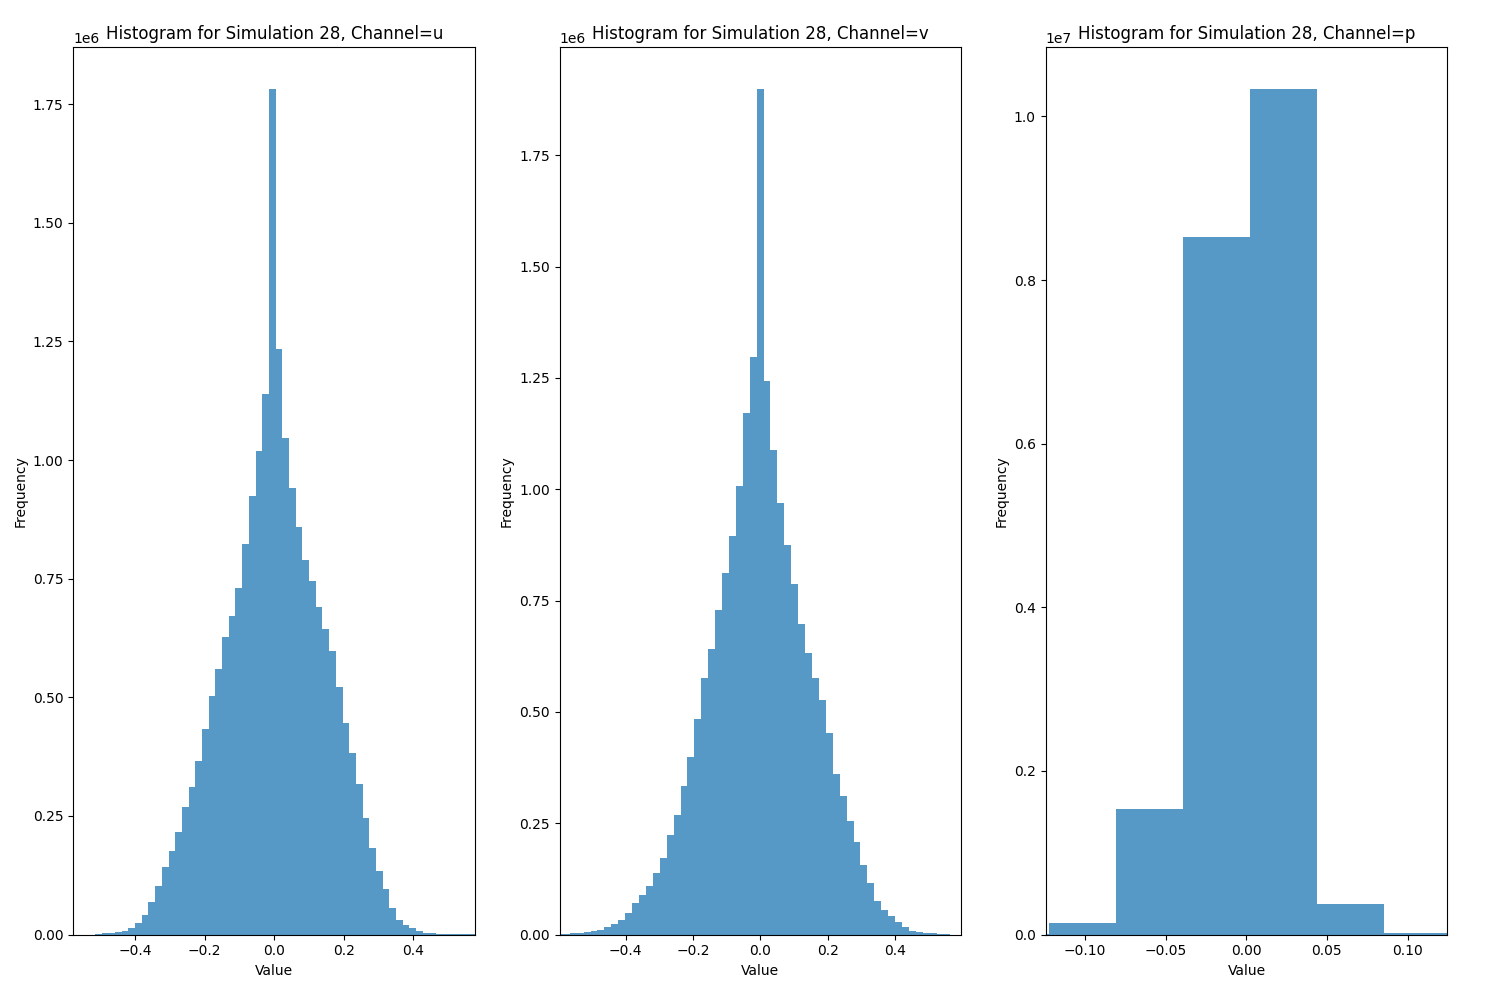 Histogram for Simulation 28, Channel=u
1e6
1.75
1.50
1.25
1.00
0.75
0.50
0.25
0.00
Frequency
−0.4 −0.2 0.0 0.2 0.4
Value
Histogram for Simulation 28, Channel=v
1e6
1.75
1.50
1.25
1.00
0.75
0.50
0.25
0.00
Frequency
−0.4 −0.2 0.0 0.2 0.4
Value
Histogram for Simulation 28, Channel=p
1e7
1.0
0.8
0.6
0.4
0.2
0.0
Frequency
−0.10 −0.05 0.00 0.05 0.10
Value